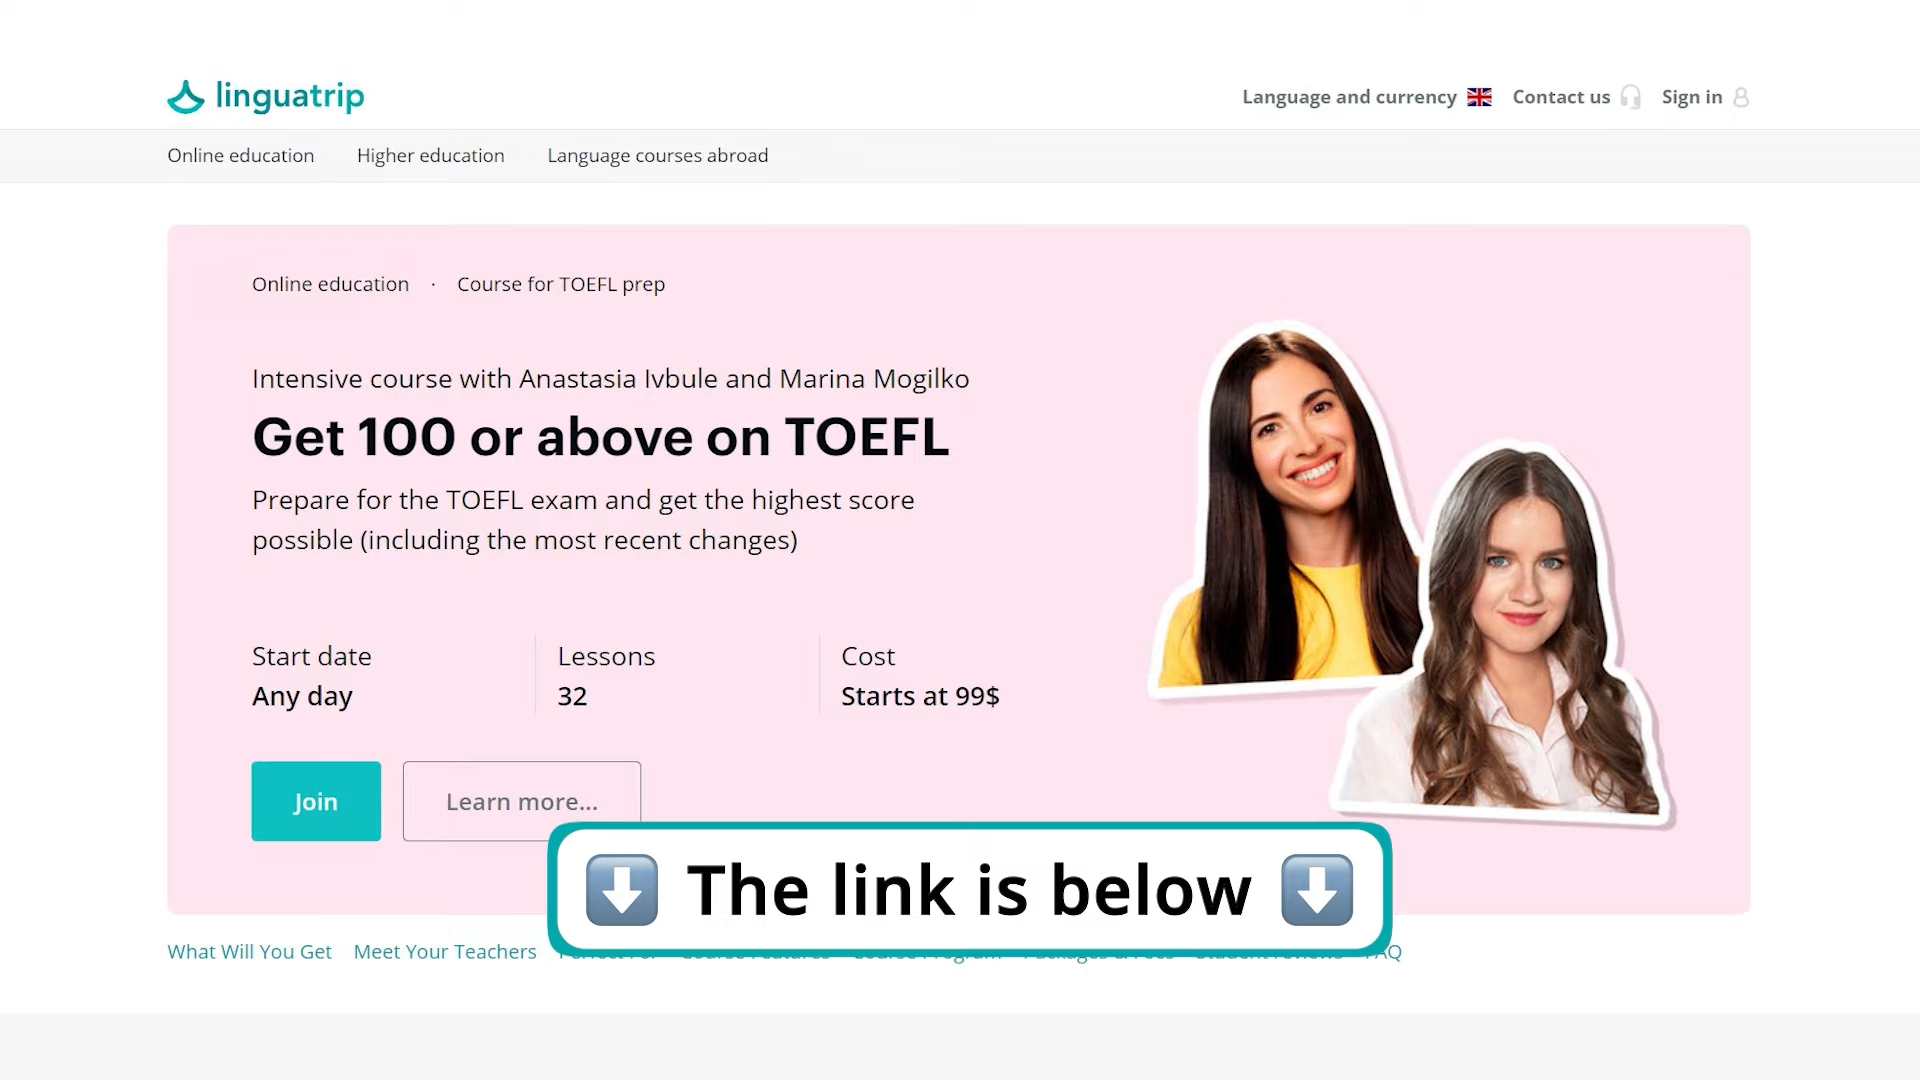 linguatrip
Language and currency
Contact us
Sign in
Online education
Higher education
Language courses abroad
Online education · Course for TOEFL prep
Intensive course with Anastasia Ivbule and Marina Mogilko
Get 100 or above on TOEFL
Prepare for the TOEFL exam and get the highest score
possible (including the most recent changes)
Start date
Any day
Lessons
32
Cost
Starts at 99$
Join
Learn more...
The link is below
What Will You Get
Meet Your Teachers